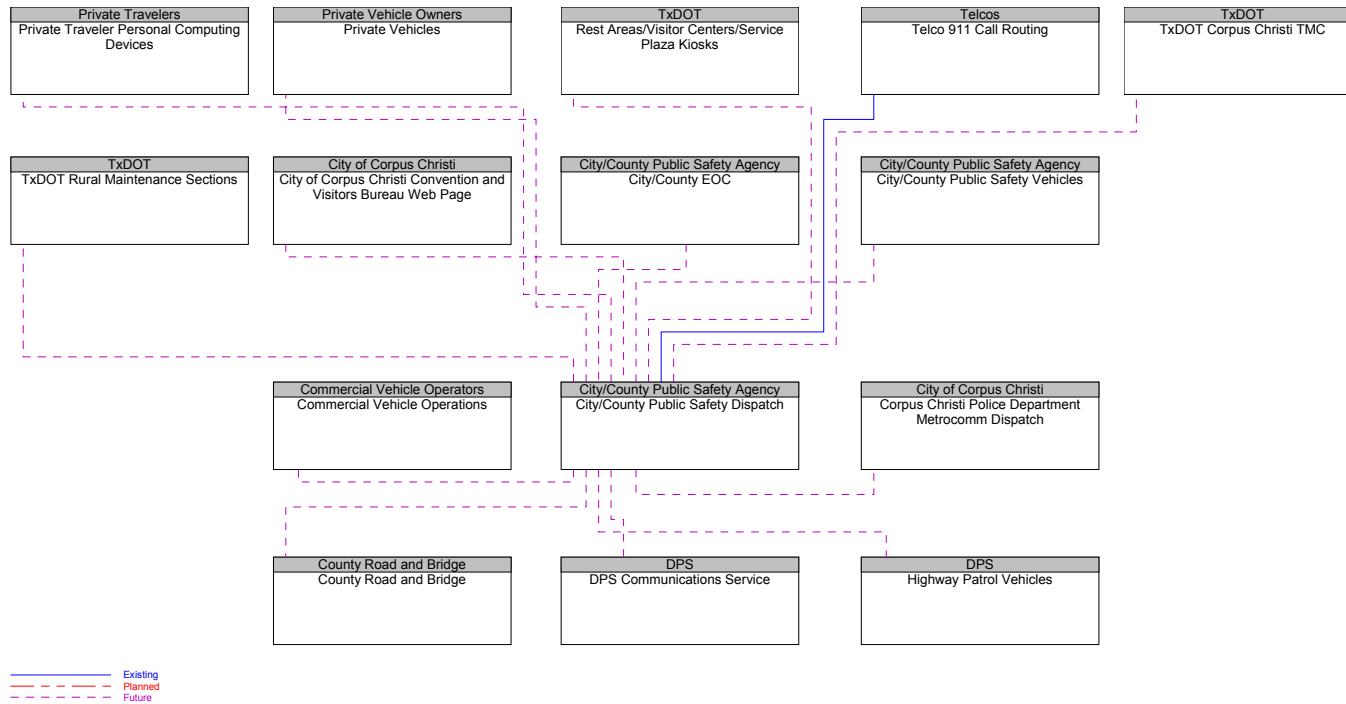 Private Travelers
Private Traveler Personal Computing
Devices
Private Vehicle Owners
Private Vehicles
TxDOT
Rest Areas/Visitor Centers/Service
Plaza Kiosks
Telcos
Telco 911 Call Routing
TxDOT
TxDOT Corpus Christi TMC
TxDOT
TxDOT Rural Maintenance Sections
City of Corpus Christi
City of Corpus Christi Convention and
Visitors Bureau Web Page
City/County Public Safety Agency
City/County EOC
City/County Public Safety Agency
City/County Public Safety Vehicles
Commercial Vehicle Operators
Commercial Vehicle Operations
City/County Public Safety Agency
City/County Public Safety Dispatch
City of Corpus Christi
Corpus Christi Police Department
Metrocomm Dispatch
County Road and Bridge
County Road and Bridge
DPS
DPS Communications Service
DPS
Highway Patrol Vehicles
Existing
Planned
Future